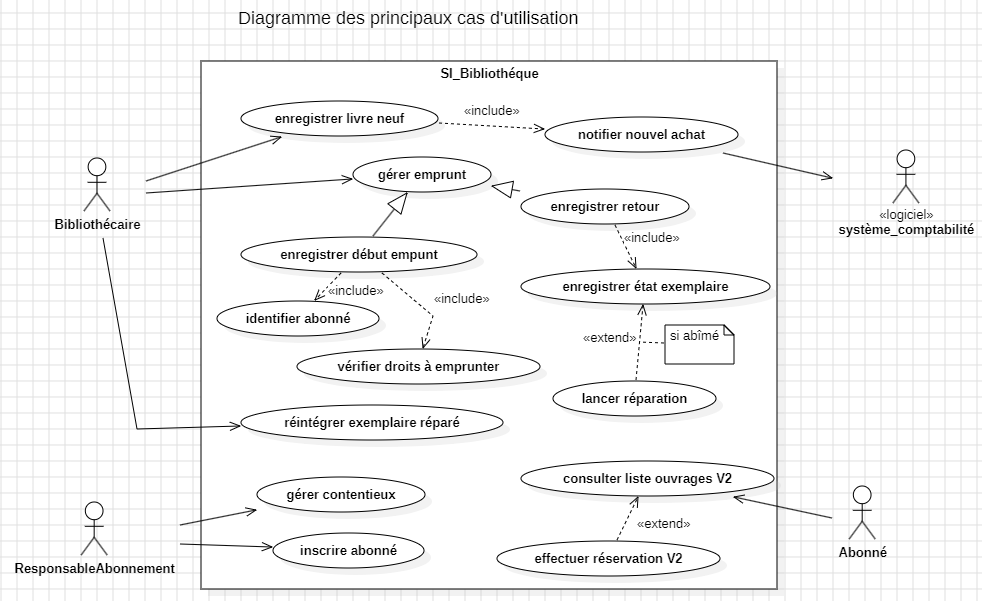 Diagramme des principaux cas d'utilisation
SI_Bibliothéque
enregistrer livre neuf
«include»
notifier nouvel achat
gérer emprunt
enregistrer retour
Bibliothécaire
«logiciel»
système_comptabilité
enregistrer début empunt
«include»
enregistrer état exemplaire
«include»
«include»
identifier abonné
«extend»
si abîmé
vérifier droits à emprunter
lancer réparation
réintégrer exemplaire réparé
consulter liste ouvrages V2
gérer contentieux
«extend»
inscrire abonné
effectuer réservation V2
Abonné
ResponsableAbonnement